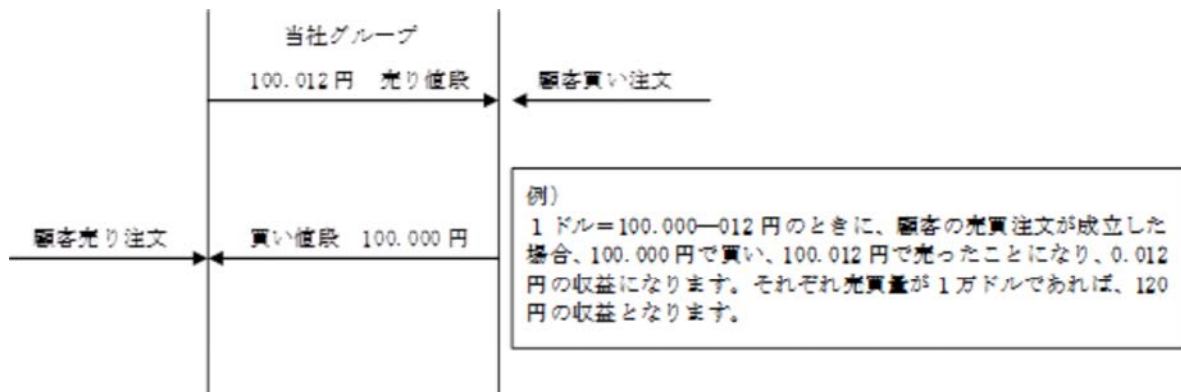 当社グループ
100.012円 売り値段
顧客買い注文
顧客売り注文
買い値段 100.000円
例）
1ドル＝100.000―012円のときに、顧客の売買注文が成立した
場合、100.000円で買い、100.012円で売ったことになり、0.012
円の収益になります。それぞれ売買量が1万ドルであれば、120
円の収益となります。